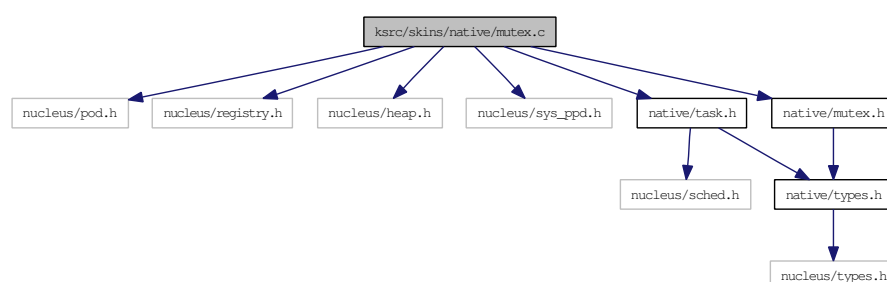 ksrc/skins/native/mutex.c
nucleus/pod.h
nucleus/registry.h
nucleus/heap.h
nucleus/sys_ppd.h
native/task.h
native/mutex.h
nucleus/sched.h
native/types.h
nucleus/types.h